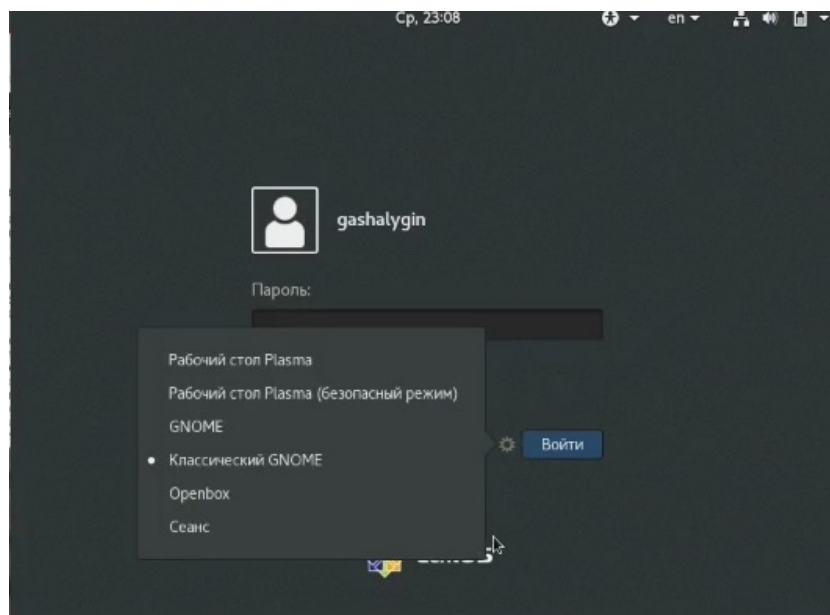 Ср, 23:08
en
gashalygin
Пароль:
Рабочий стол Plasma
Рабочий стол Plasma (безопасный режим)
GNOME
Классический GNOME
Openbox
Сеанс
Войти